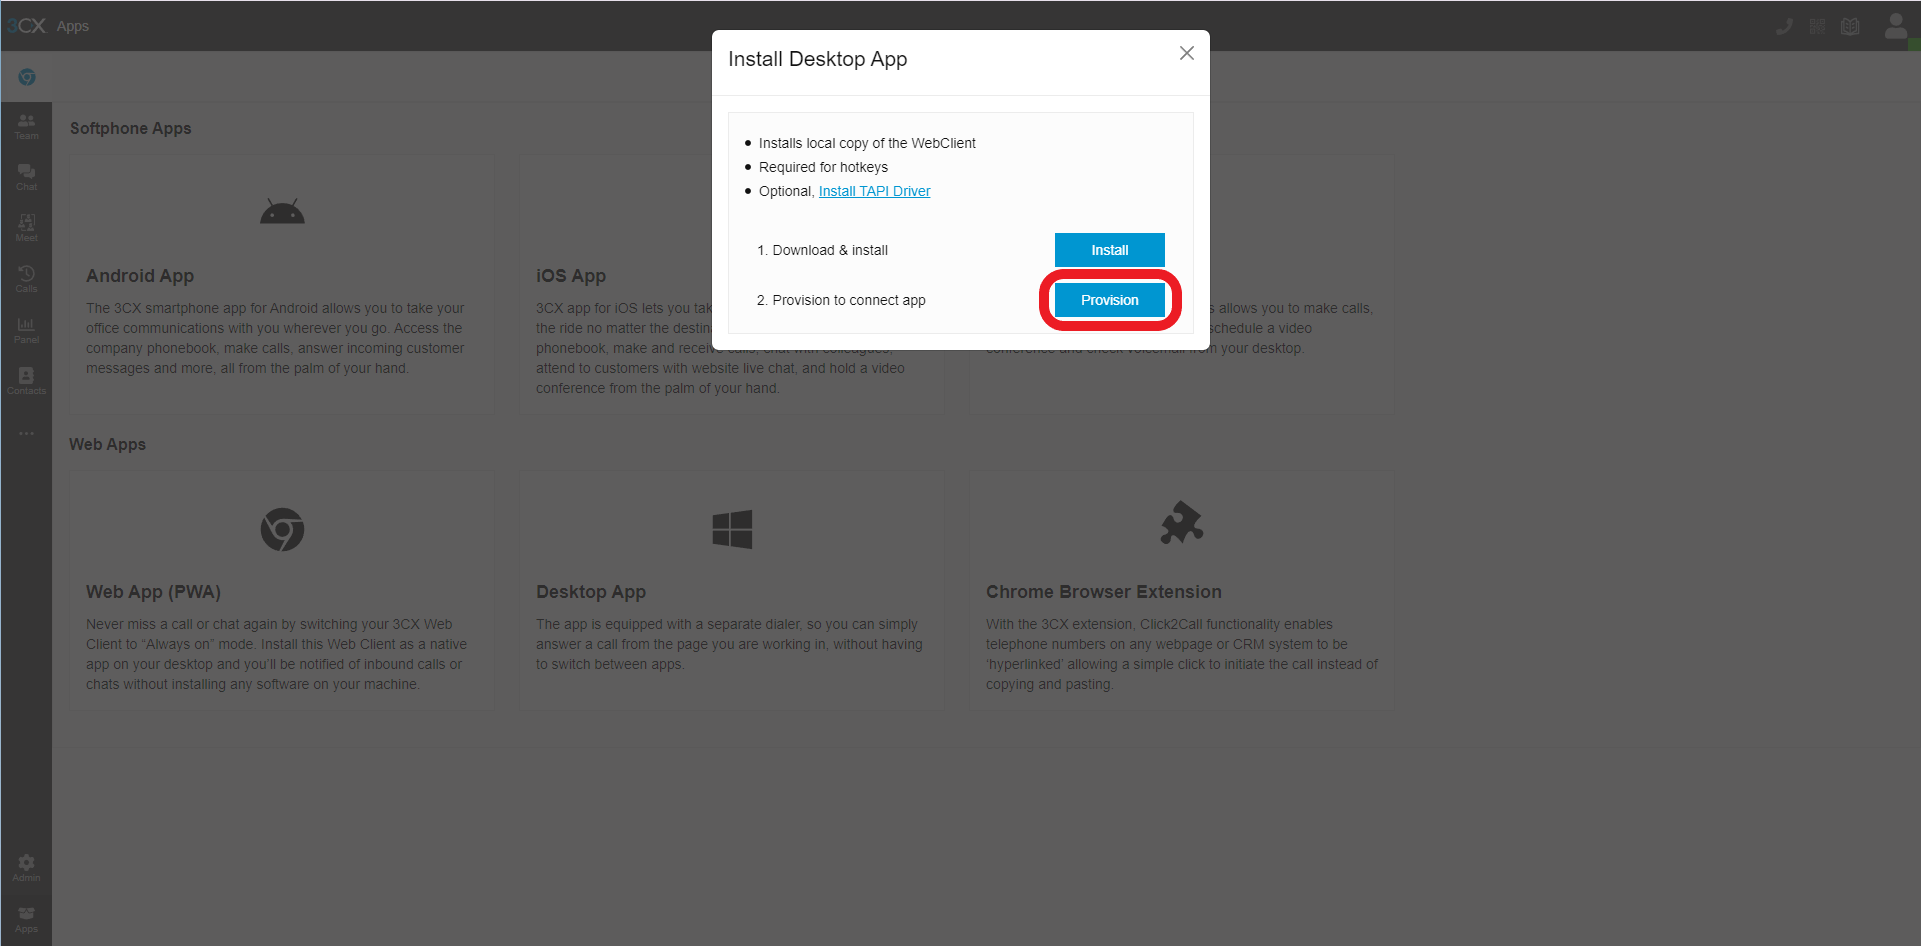 3CX Apps
Install Desktop App
Installs local copy of the WebClient
Required for hotkeys
Optional, Install TAPI Driver
1. Download & install
Install
2. Provision to connect app
Provision
Team
Chat
Meet
Calls
Panel
Contacts
Admin
Apps
Softphone Apps
Android App
The 3CX smartphone app for Android allows you to take your
office communications with you wherever you go. Access the
company phonebook, make calls, answer incoming customer
messages and more, all from the palm of your hand.
iOS App
3CX app for iOS lets you
the ride no matter the
phonebook, make and receive calls, chat with colleagues,
attend to customers with website live chat, and hold a video
conference from the palm of your hand.
allows you to make calls,
schedule a video
conference and check voicemail from your desktop.
Web Apps
Web App (PWA)
Never miss a call or chat again by switching your 3CX Web
Client to “Always on” mode. Install this Web Client as a native
app on your desktop and you’ll be notified of inbound calls or
chats without installing any software on your machine.
Desktop App
The app is equipped with a separate dialer, so you can simply
answer a call from the page you are working in, without having
to switch between apps.
Chrome Browser Extension
With the 3CX extension, Click2Call functionality enables
telephone numbers on any webpage or CRM system to be
‘hyperlinked’ allowing a simple click to initiate the call instead of
copying and pasting.